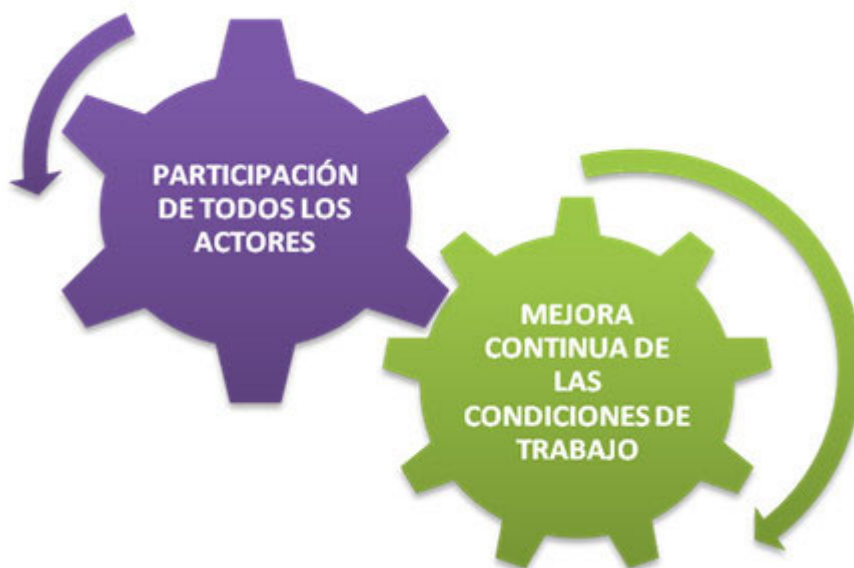 PARTICIPACIÓN
DE TODOS LOS
ACTORES
MEJORA
CONTINUA DE
LAS
CONDICIONES DE
TRABAJO